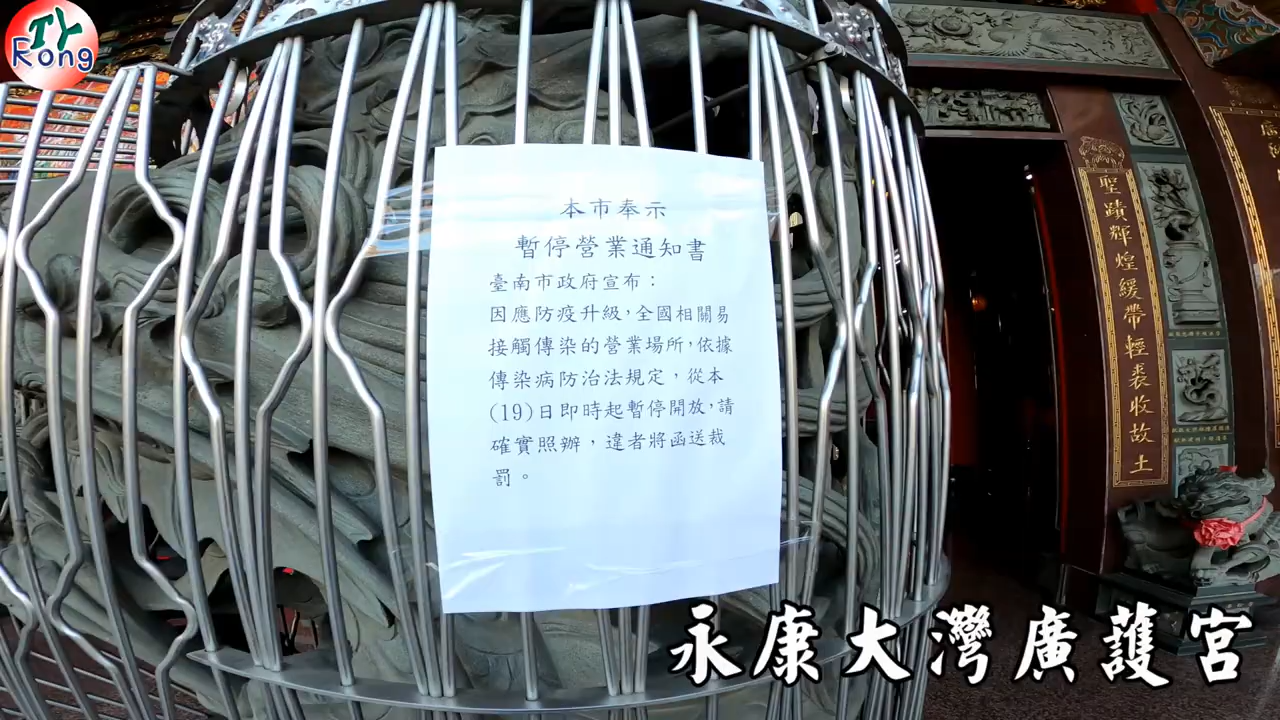 TY
Rong
本市奉示
暫停營業通知書
臺南市政府宣布：
因應防疫升級，全國相關易
接觸傳染的營業場所，依據
傳染病防治法規定，從本
(19)日即時起暫停開放，請
確實照辦，違者將函送裁
罰。
聖蹟輝煌緩帶輕裘收故土
永康大灣廣護宮